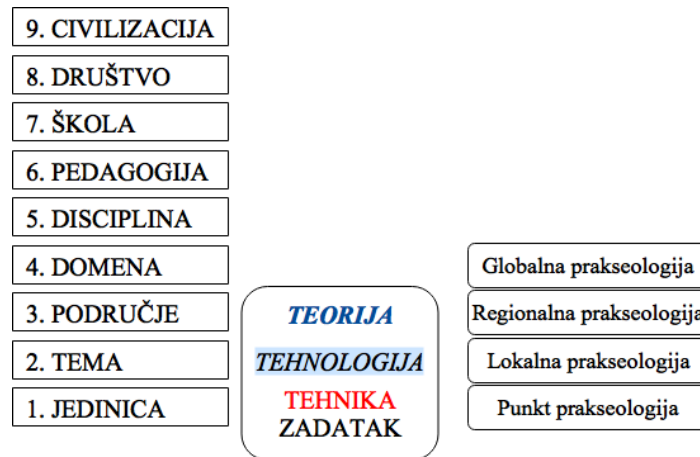 9. CIVILIZACIJA
8. DRUŠTVO
7. ŠKOLA
6. PEDAGOGIJA
5. DISCIPLINA
4. DOMENA
3. PODRUČJE
2. TEMA
1. JEDINICA
TEORIJA
TEHNOLOGIJA
TEHNIKA
ZADATAK
Globalna prakseologija
Regionalna prakseologija
Lokalna prakseologija
Punkt prakseologija